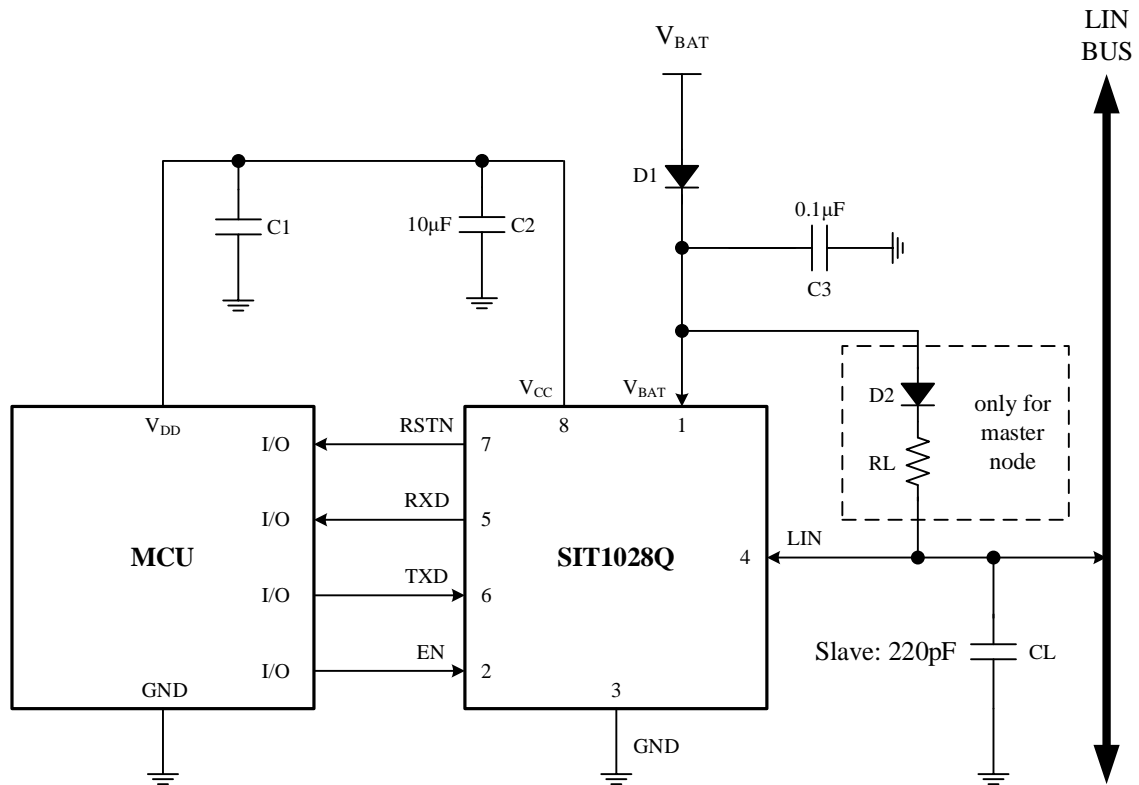 LIN
BUS
VBAT
D1
0.1μF
C3
C1
10μF
C2
VCC
VBAT
D2
only for
master
node
RL
VDD
8
1
I/O
RSTN
7
I/O
RXD
5
MCU
SIT1028Q
4
LIN
I/O
TXD
6
I/O
EN
2
Slave: 220pF
CL
GND
3
GND